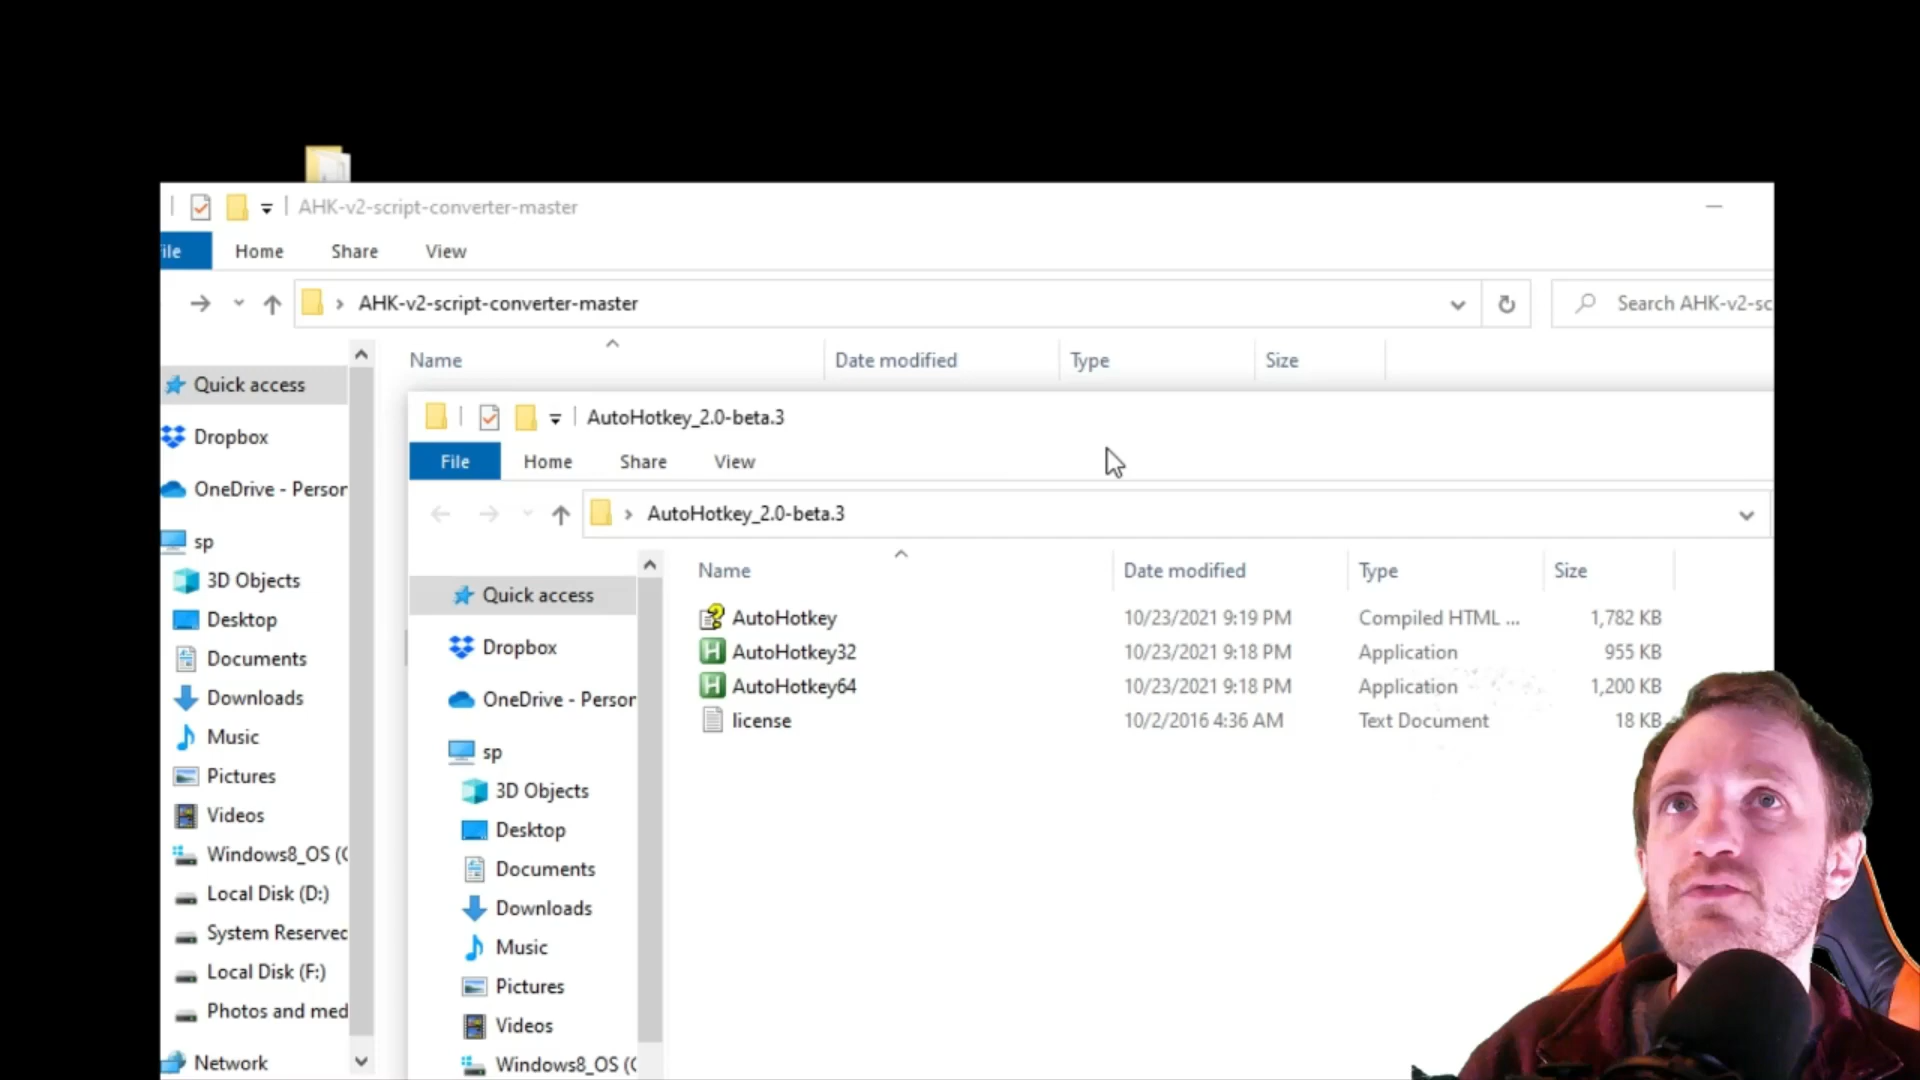 AHK-v2-script-converter-master
ile Home Share View
AHK-v2-script-converter-master Search AHK-v2-sc
Name Date modified Type Size
Quick access
Dropbox
OneDrive - Person
sp
3D Objects
Desktop
Documents
Downloads
Music
Pictures
Videos
Windows8_OS (C
Local Disk (D:)
System Reserved
Local Disk (F:)
Photos and med
Network
AutoHotkey_2.0-beta.3
File Home Share View
AutoHotkey_2.0-beta.3
Name Date modified Type Size
AutoHotkey 10/23/2021 9:19 PM Compiled HTML ... 1,782 KB
AutoHotkey32 10/23/2021 9:18 PM Application 955 KB
AutoHotkey64 10/23/2021 9:18 PM Application 1,200 KB
license 10/2/2016 4:36 AM Text Document 18 KB
Quick access
Dropbox
OneDrive - Person
sp
3D Objects
Desktop
Documents
Downloads
Music
Pictures
Videos
Windows8_OS (C